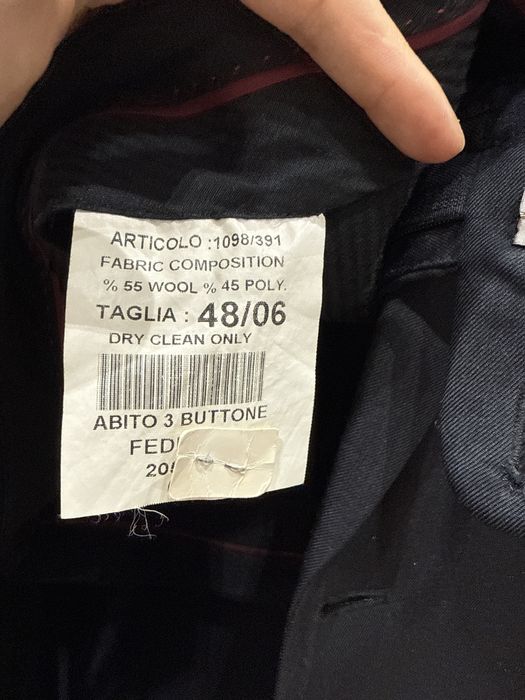 ARTICOLO :1098/391
FABRIC COMPOSITION
% 55 WOOL % 45 POLY.
TAGLIA : 48/06
DRY CLEAN ONLY
ABITO 3 BUTTONE